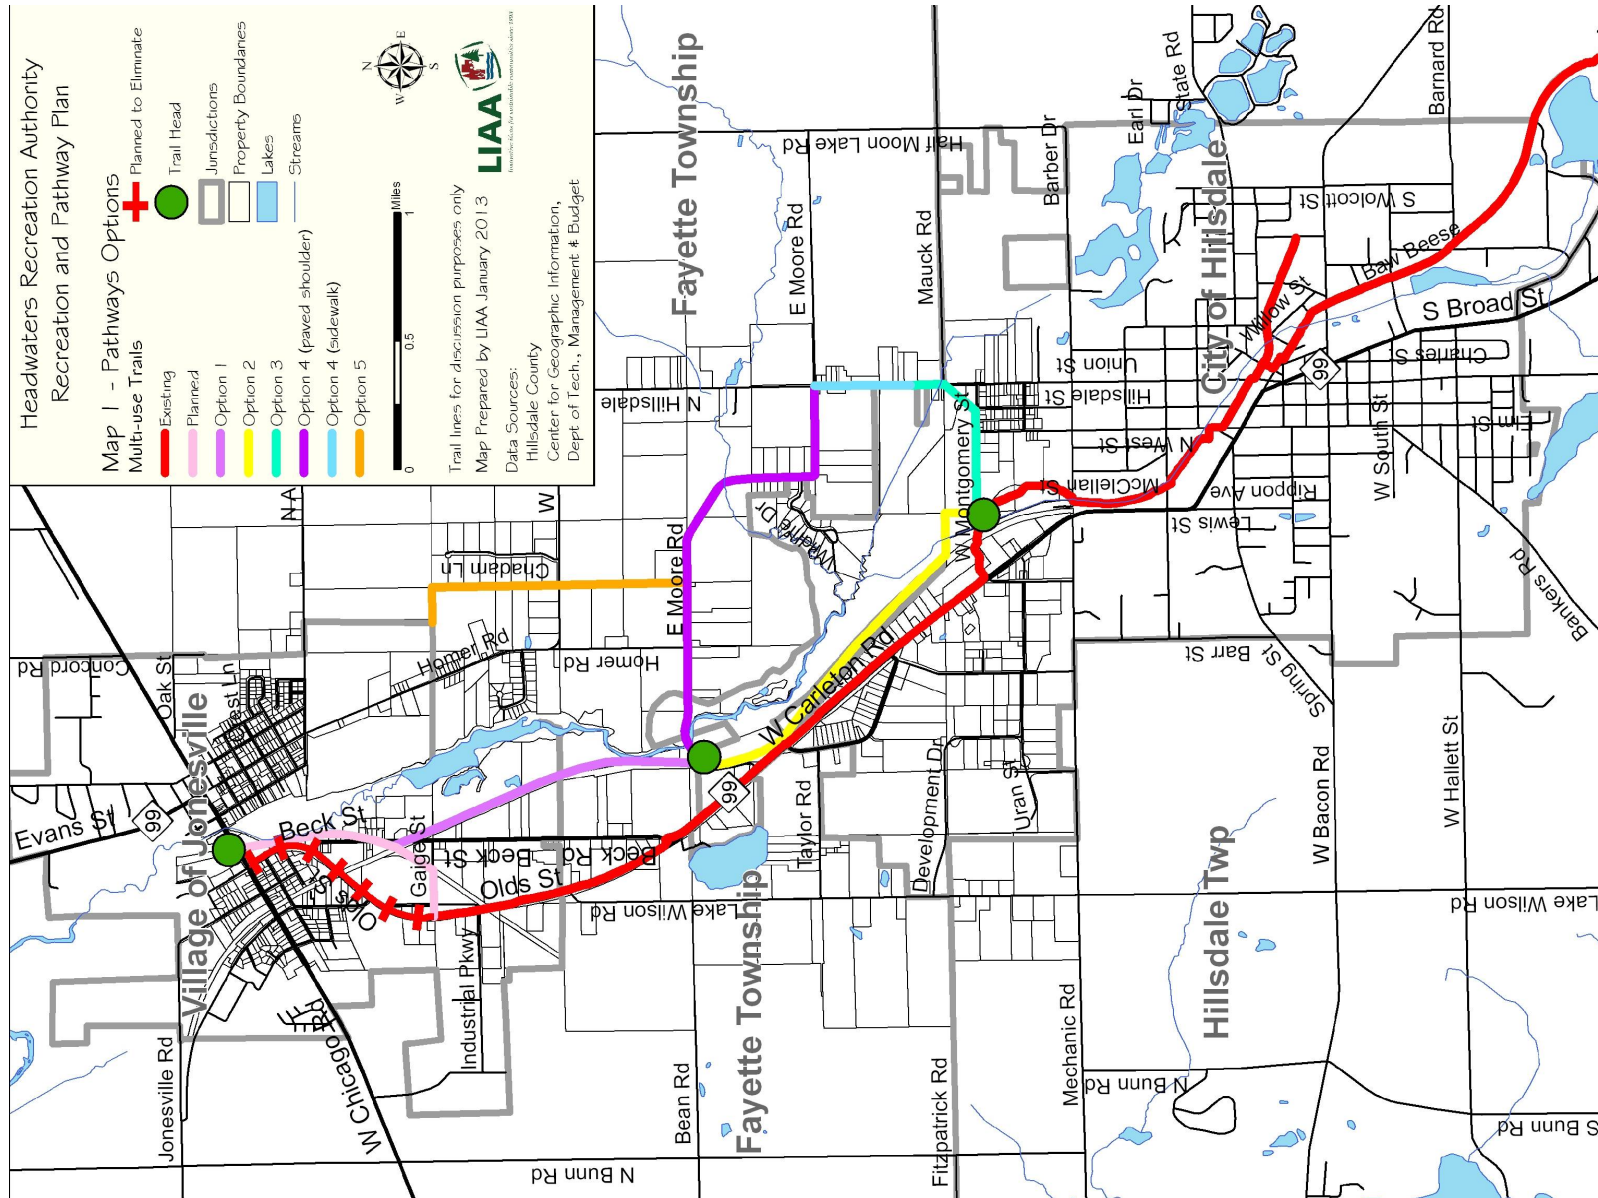 Headwaters Recreation Authority
Recreation and Pathway Plan
Map 1 - Pathways Options
Multi-use Trails
Existing
Planned
Option 1
Option 2
Option 3
Option 4 (paved shoulder)
Option 4 (sidewalk)
Option 5
Planned to Eliminate
Trail Head
Jurisdictions
Property Boundaries
Lakes
Streams
0
0.5
1
Miles
N
E
S
W
LIAA
Trail lines for discussion purposes only
Map Prepared by LIAA January 2013
Data Sources:
Hillsdale County
Center for Geographic Information,
Dept of Tech., Management & Budget
Fayette Township
Fayette Township
Village of Jonesville
City of Hillsdale
Hillsdale Twp
Evans St
99
Concord Rd
Oak St
Beck St
Olds St
Gaige St
Beck St
Beck Rd
Beck Rd
Olds St
Homer Rd
Homer Rd
Chadam Ln
N A
W
E Moore Rd
E Moore Rd
N Hillsdale
Half Moon Lake Rd
Mauck Rd
Barber Dr
Earl Dr
State Rd
Barnard Rd
S Wolcott St
Baw Beese
S Broad St
Willow St
Charles St
Elm St
99
Union St
Hillsdale St
N West St
McClellan St
W Montgomery St
Rippon Ave
Lewis St
W South St
Bankers Rd
Barr St
Spring St
W Bacon Rd
W Hallett St
Lake Wilson Rd
Lake Wilson Rd
W Carleton Rd
99
Taylor Rd
Development Dr
Uran St
Industrial Pkwy
W Chicago Rd
Jonesville Rd
Bean Rd
Fitzpatrick Rd
Mechanic Rd
N Bunn Rd
N Bunn Rd
S Bunn Rd